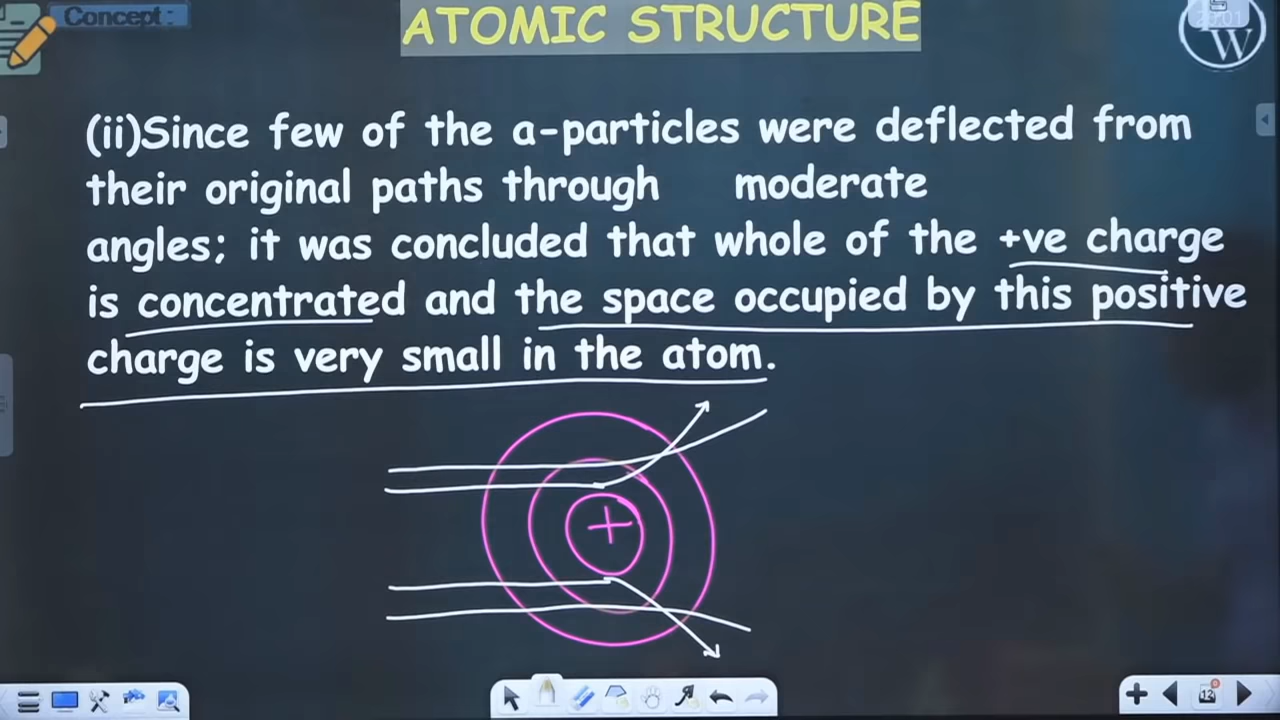 Concept :
ATOMIC STRUCTURE
(ii)Since few of the a-particles were deflected from
their original paths through moderate
angles; it was concluded that whole of the +ve charge
is concentrated and the space occupied by this positive
charge is very small in the atom.
+
12